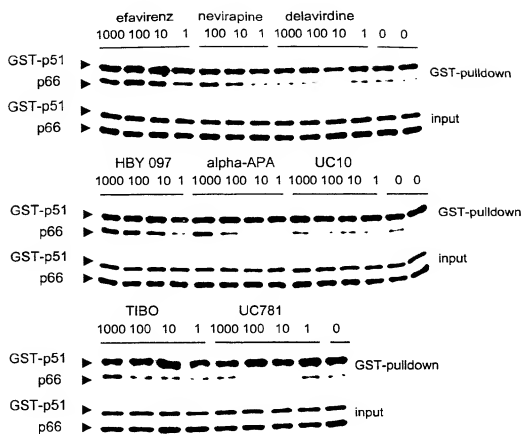 efavirenz nevirapine delavirdine
1000 100 10 1 100 10 1 1000 100 10 1 0 0
GST-p51
p66
GST-pulldown
GST-p51
p66
input
HBY 097 alpha-APA UC10
1000 100 10 1 1000 100 10 1 1000 100 10 1 0 0
GST-p51
p66
GST-pulldown
GST-p51
p66
input
TIBO UC781
1000 100 10 1 1000 100 10 1 0
GST-p51
p66
GST-pulldown
GST-p51
p66
input